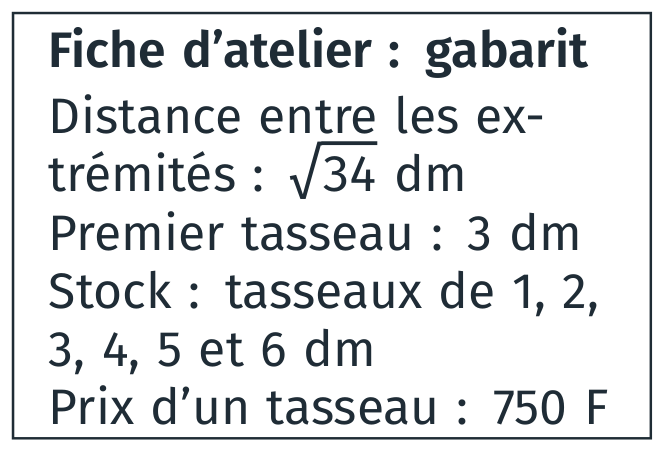 Fiche d’atelier : gabarit
Distance entre les ex-
trémités : √34 dm
Premier tasseau : 3 dm
Stock : tasseaux de 1, 2,
3, 4, 5 et 6 dm
Prix d’un tasseau : 750 F